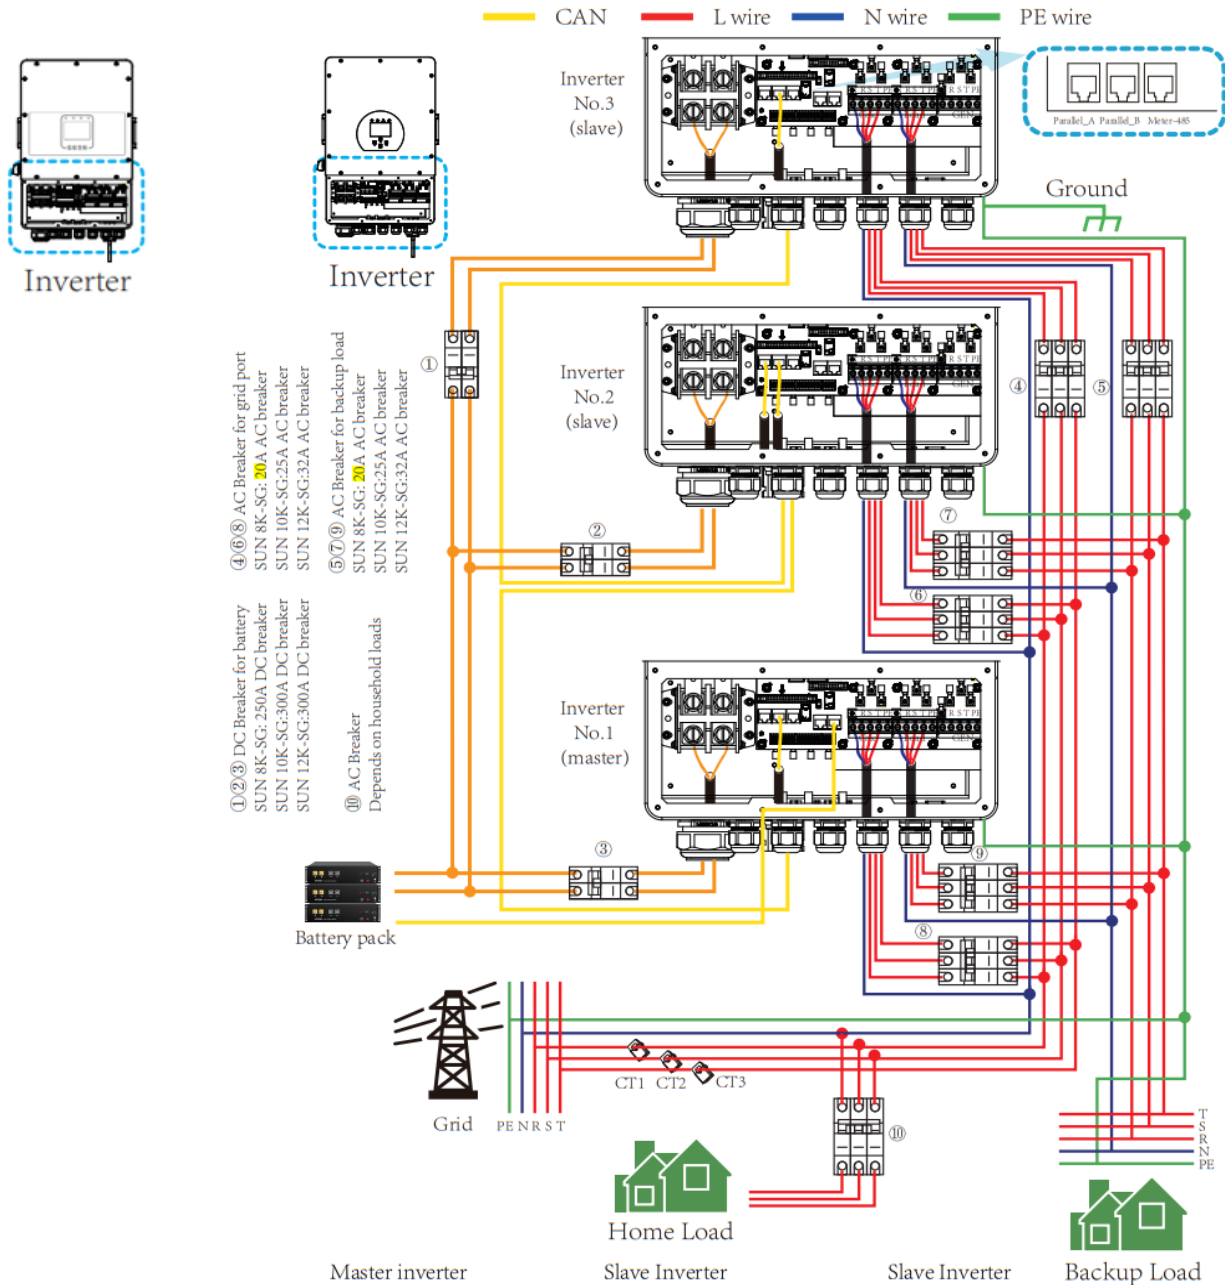 CAN
L wire
N wire
PE wire
Inverter
No.3
(slave)
Parallel_A Parallel_B Meter-485
Ground
Inverter
Inverter
①
④⑥⑧ AC Breaker for grid port
SUN 8K-SG: 20A AC breaker
SUN 10K-SG:25A AC breaker
SUN 12K-SG:32A AC breaker
⑤⑦⑨ AC Breaker for backup load
SUN 8K-SG: 20A AC breaker
SUN 10K-SG:25A AC breaker
SUN 12K-SG:32A AC breaker
Inverter
No.2
(slave)
R S T PE
④
⑤
②
⑦
⑥
①②③ DC Breaker for battery
SUN 8K-SG: 250A DC breaker
SUN 10K-SG:300A DC breaker
SUN 12K-SG:300A DC breaker
⑩ AC Breaker
Depends on household loads
Inverter
No.1
(master)
R S T PE
③
⑨
⑧
Battery pack
CT1 CT2 CT3
Grid
PE N R S T
⑩
T
S
R
N
PE
Home Load
Backup Load
Master inverter
Slave Inverter
Slave Inverter